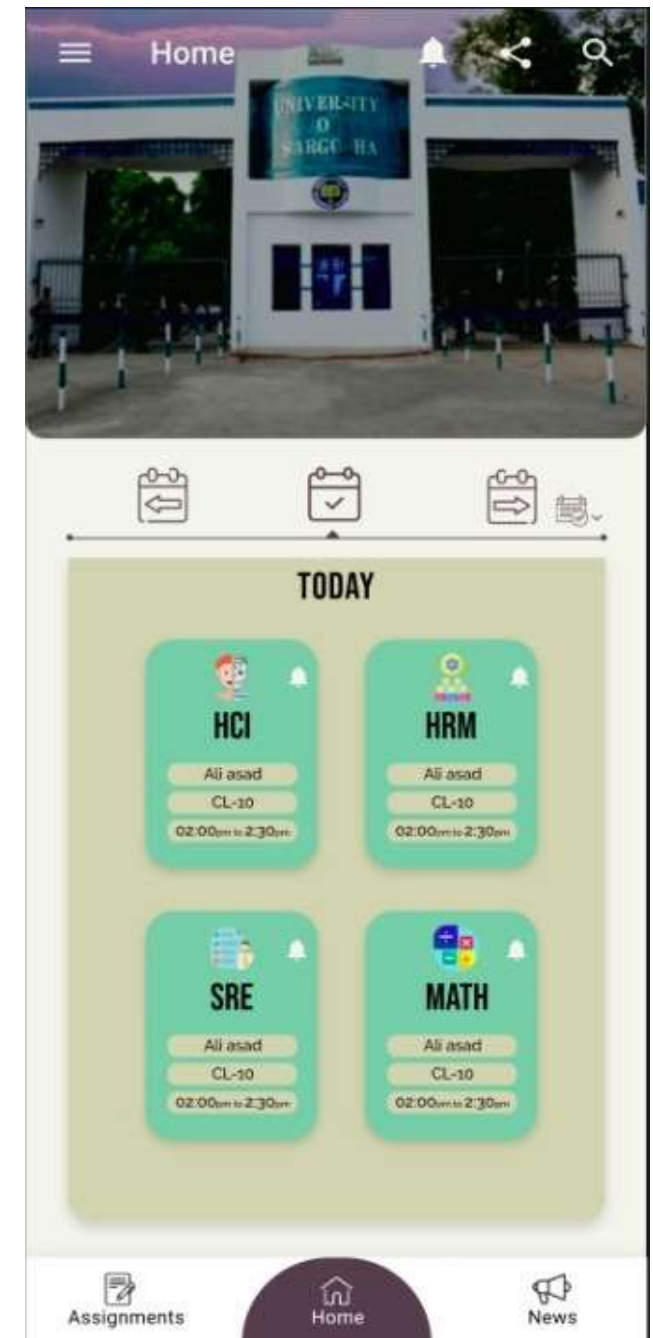 Home
UNIVERSITY
O
SARGO HA
TODAY
HCI
Ali asad
CL-10
02:00pm to 2:30pm
HRM
Ali asad
CL-10
02:00pm to 2:30pm
SRE
Ali asad
CL-10
02:00pm to 2:30pm
MATH
Ali asad
CL-10
02:00pm to 2:30pm
Assignments
Home
News